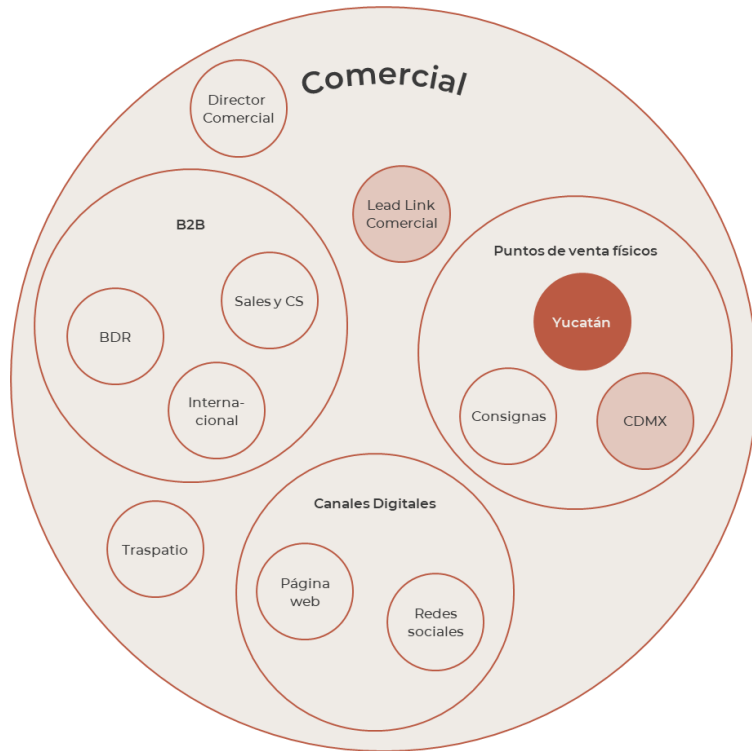 Comercial
Director
Comercial
Lead Link
Comercial
B2B
Sales y CS
BDR
Interna-
cional
Puntos de venta físicos
Yucatán
Consignas
CDMX
Traspatio
Canales Digitales
Página
web
Redes
sociales